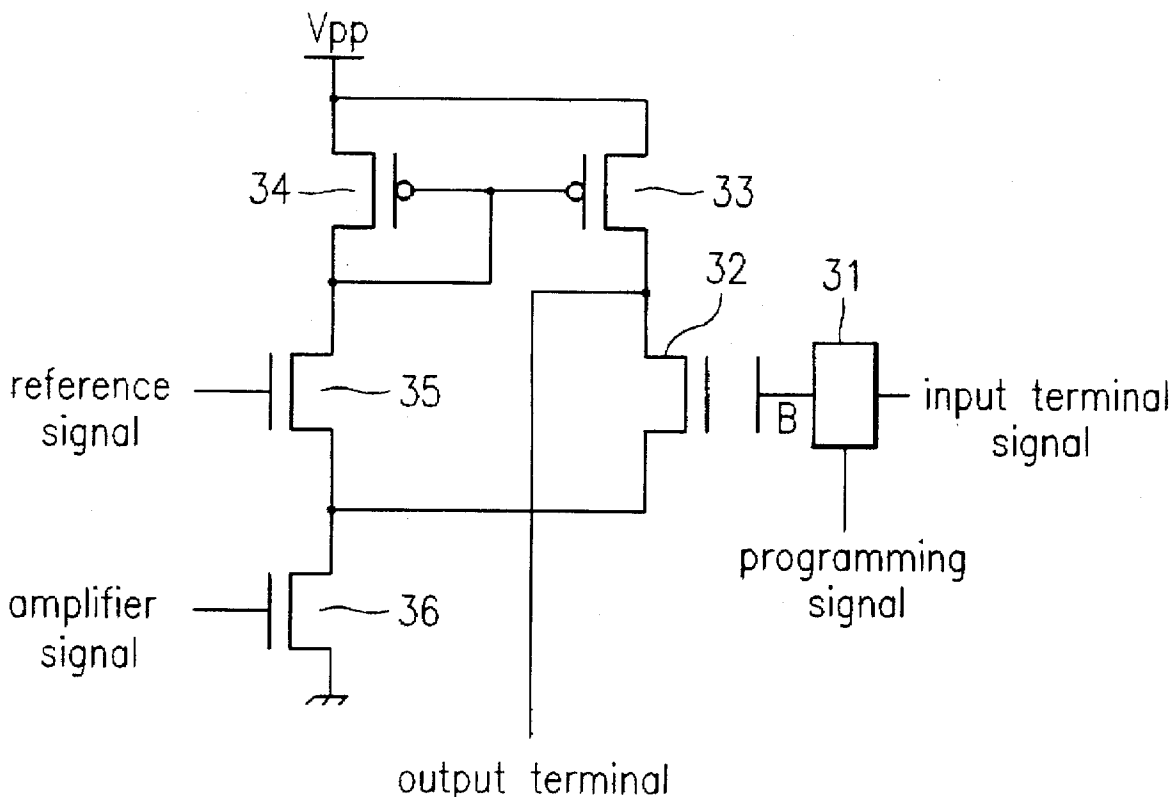 Vpp
34
33
32
31
reference
signal
35
B
input terminal
signal
programming
signal
amplifier
signal
36
output terminal